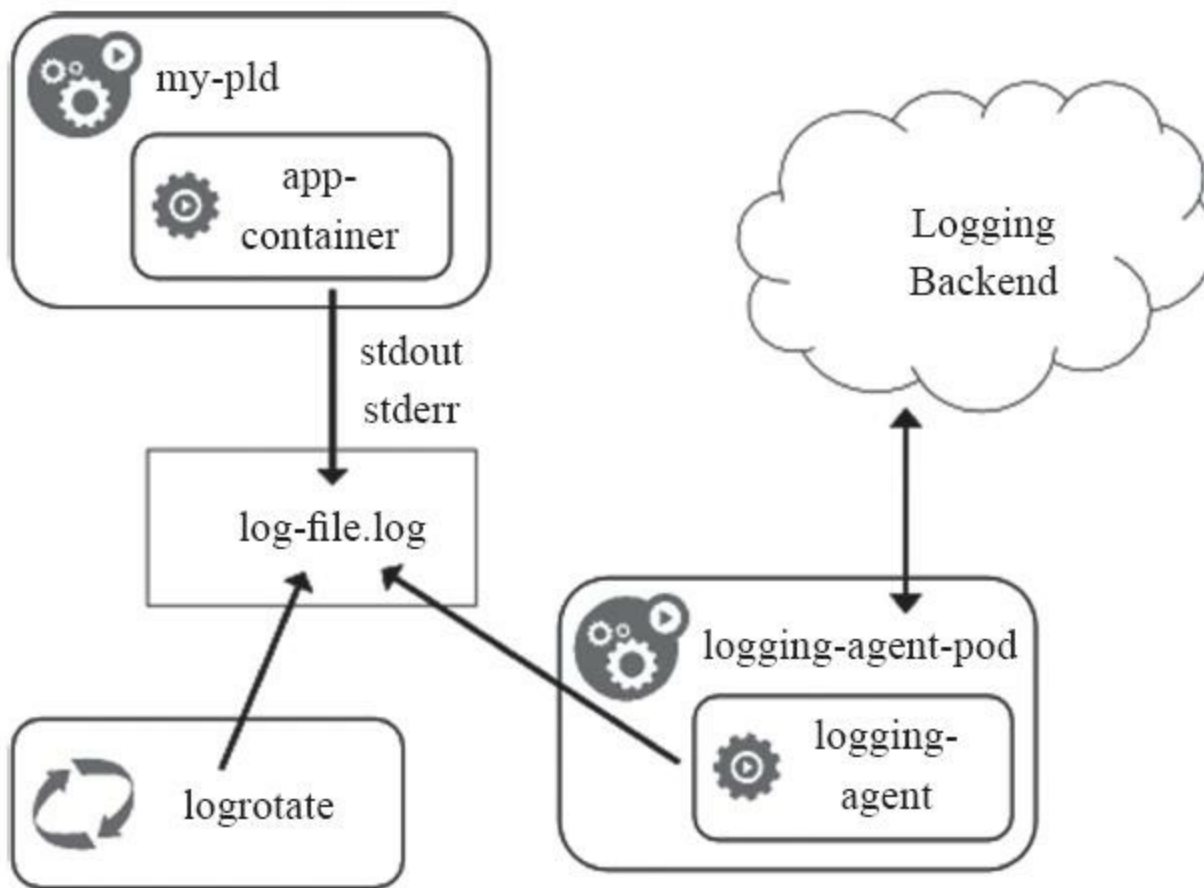 my-pld
app-
container
Logging
Backend
stdout
stderr
log-file.log
logging-agent-pod
logging-
agent
logrotate